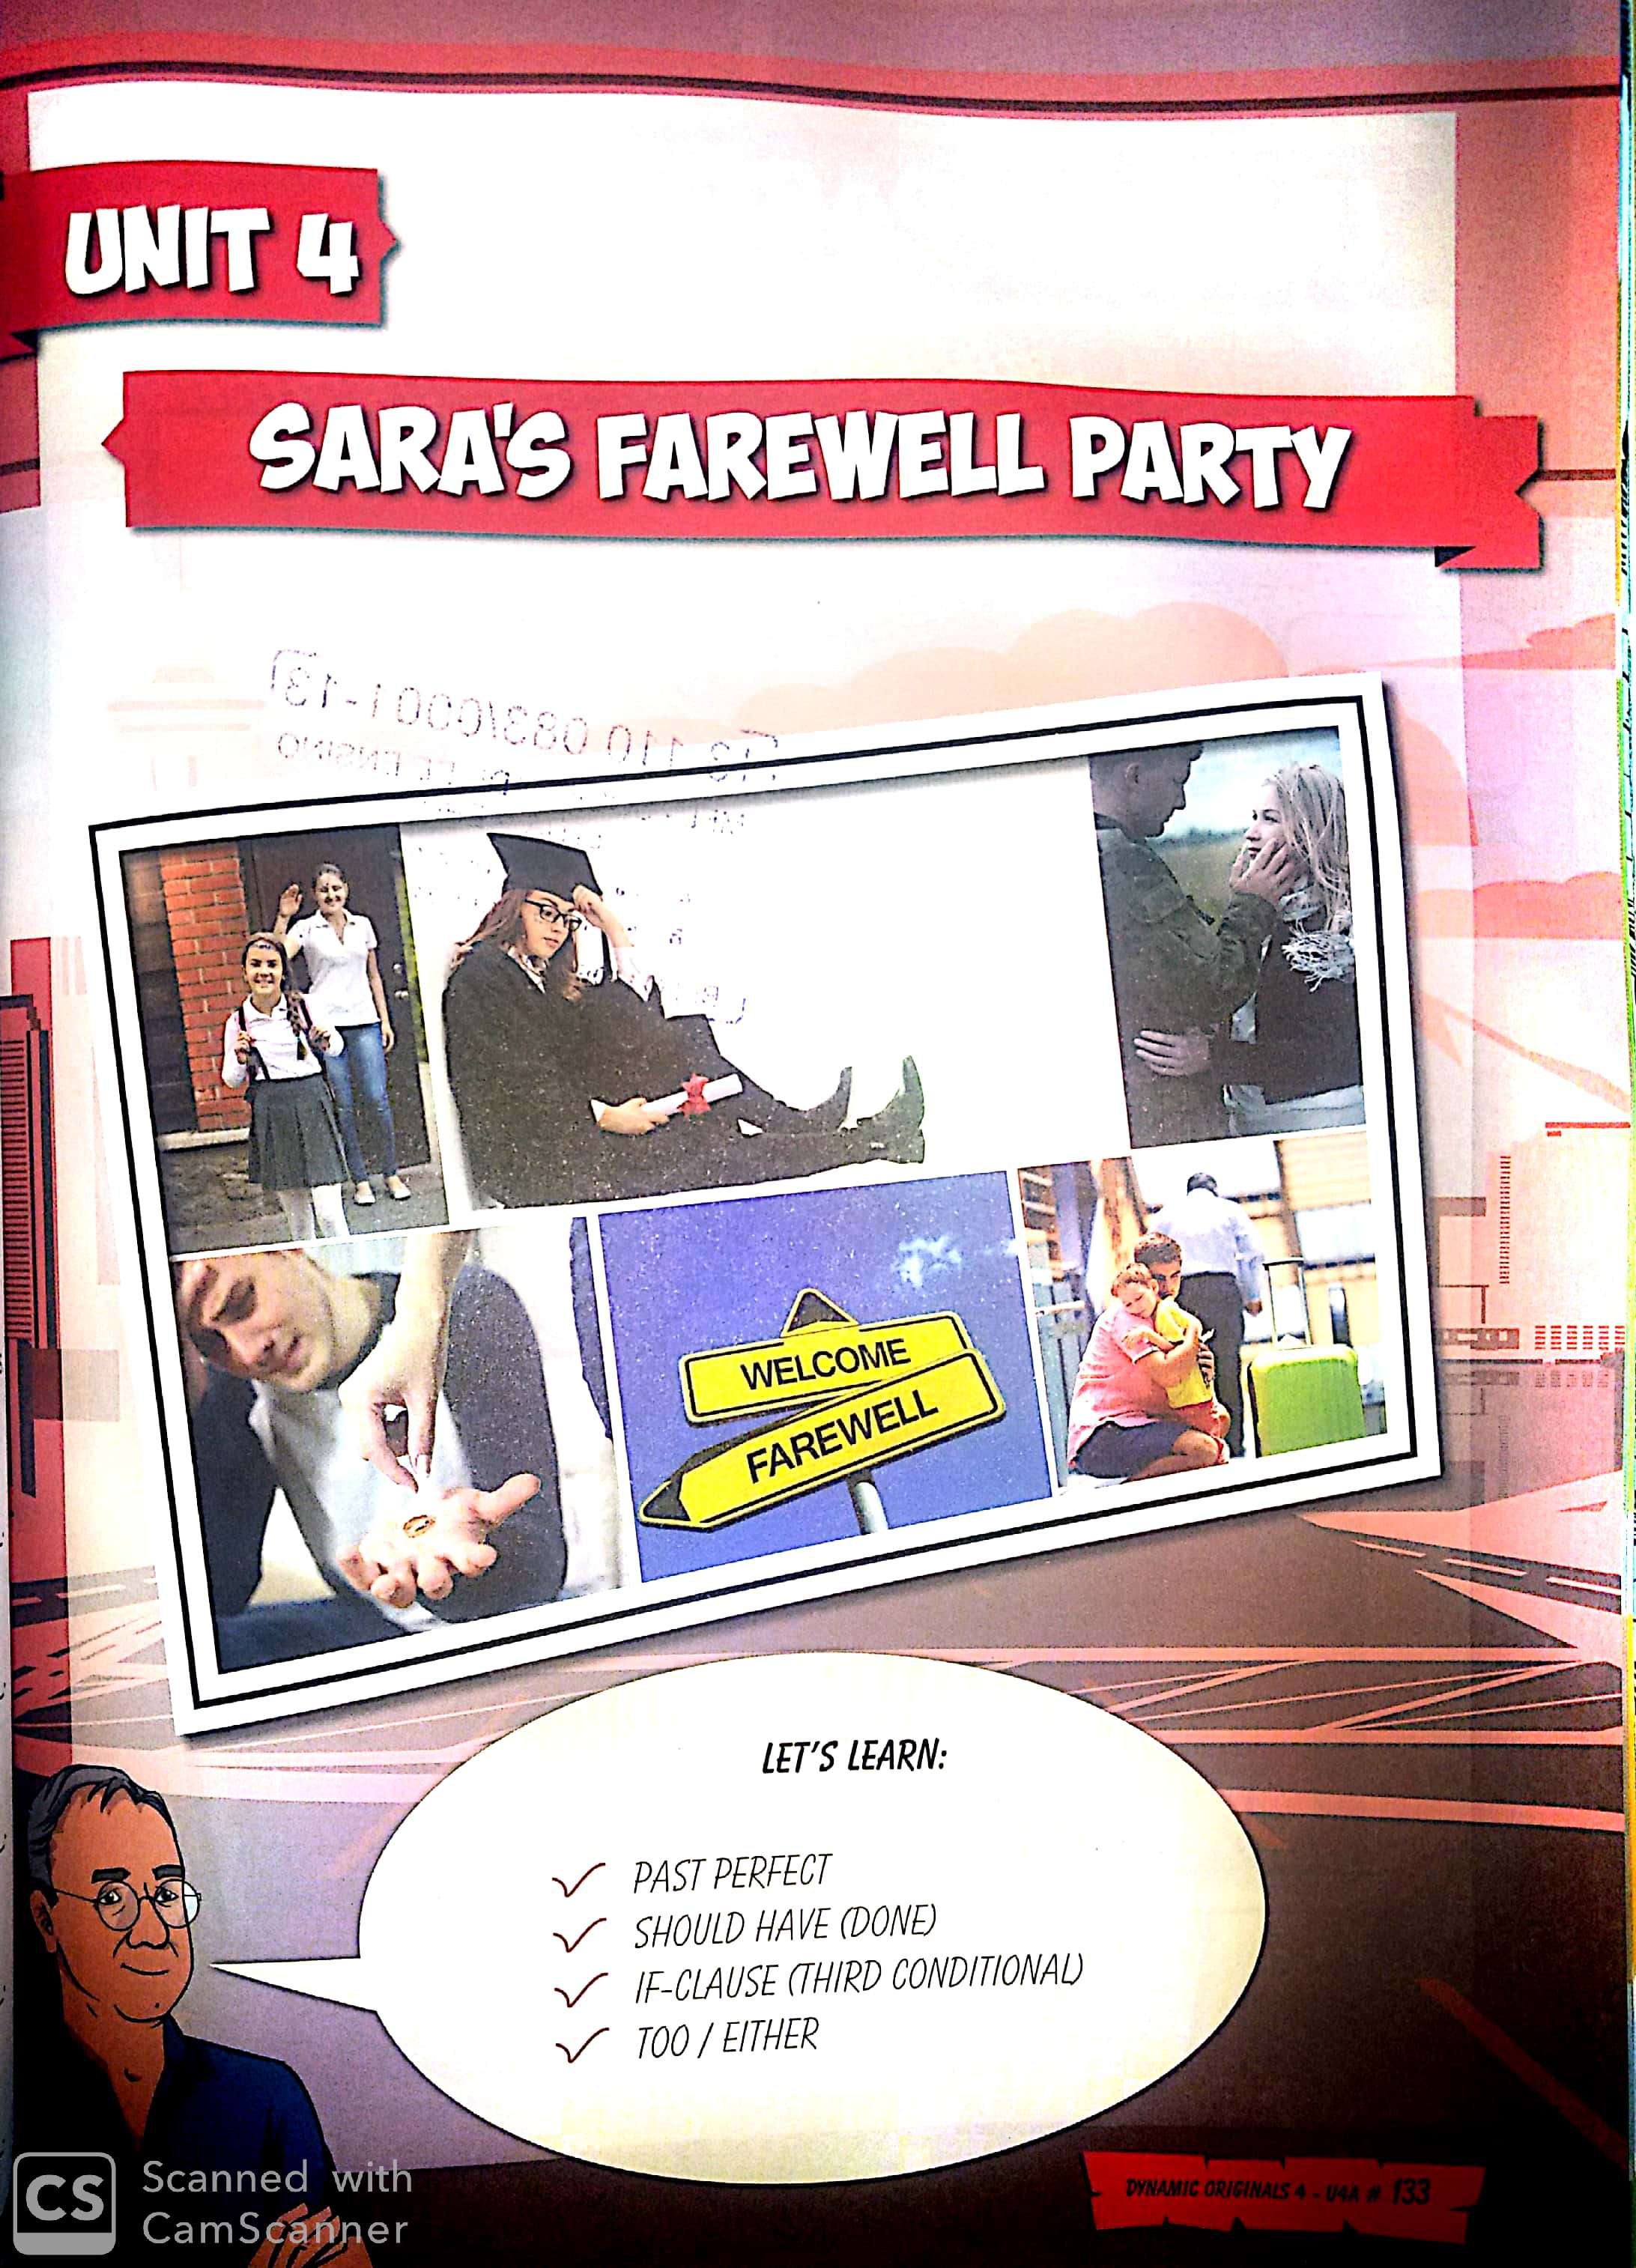 UNIT 4
SARA'S FAREWELL PARTY
WELCOME
FAREWELL
LET'S LEARN:
PAST PERFECT
SHOULD HAVE (DONE)
IF-CLAUSE (THIRD CONDITIONAL)
TOO / EITHER
DYNAMIC ORIGINALS 4 - U4A # 133
CS Scanned with
CamScanner